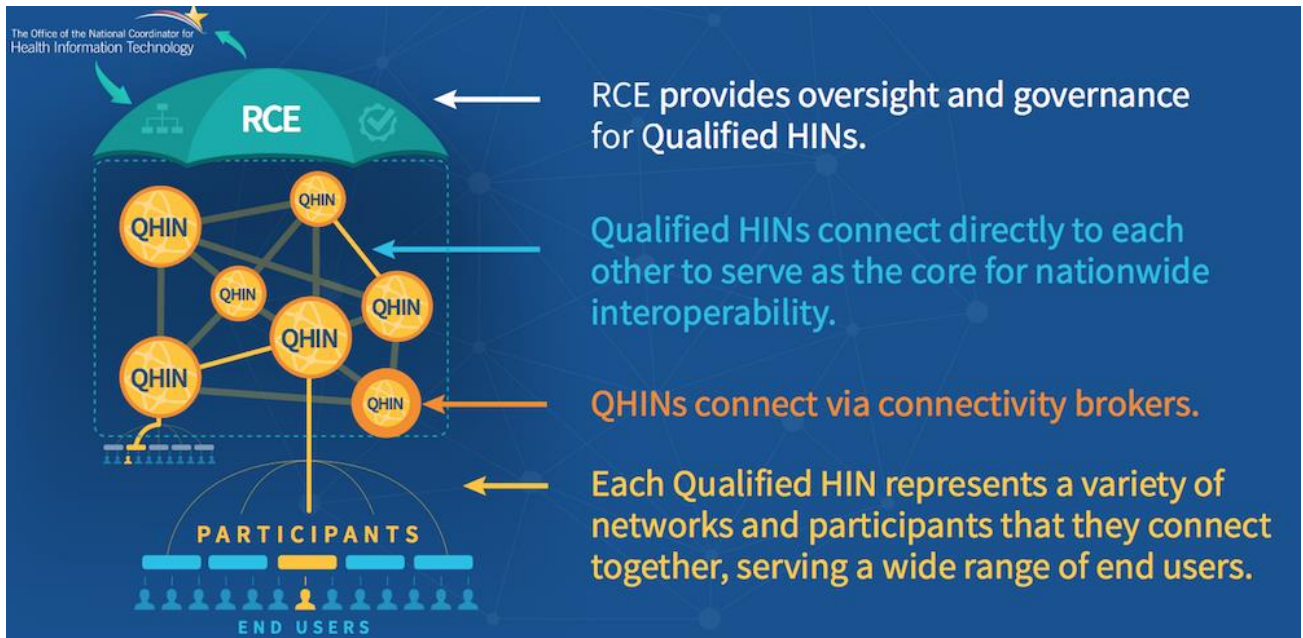 The Office of the National Coordinator for
Health Information Technology
RCE
RCE provides oversight and governance
for Qualified HINs.
QHIN
QHIN
QHIN
QHIN
QHIN
QHIN
QHIN
Qualified HINs connect directly to each
other to serve as the core for nationwide
interoperability.
QHINs connect via connectivity brokers.
Each Qualified HIN represents a variety of
networks and participants that they connect
together, serving a wide range of end users.
PARTICIPANTS
END USERS